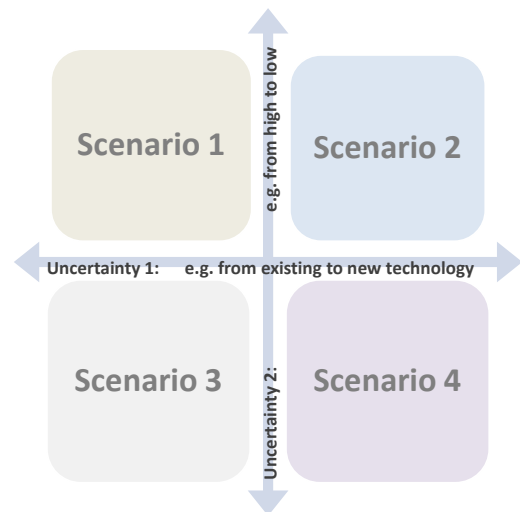 Scenario 1
Scenario 2
Uncertainty 1: e.g. from existing to new technology
Scenario 3
Scenario 4
Uncertainty 2: e.g. from high to low